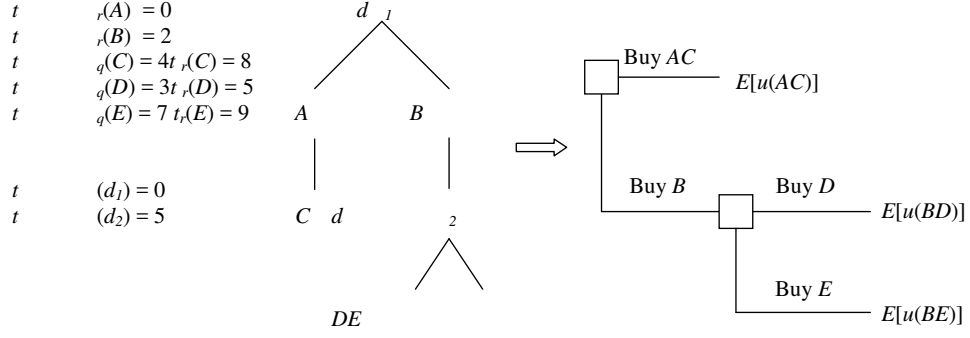 t r(A) = 0
t r(B) = 2
t q(C) = 4t r(C) = 8
t q(D) = 3t r(D) = 5
t q(E) = 7 tr(E) = 9
t (d1) = 0
t (d2) = 5
d 1
A B
C d 2
DE
Buy AC
E[u(AC)]
Buy B
Buy D
E[u(BD)]
Buy E
E[u(BE)]